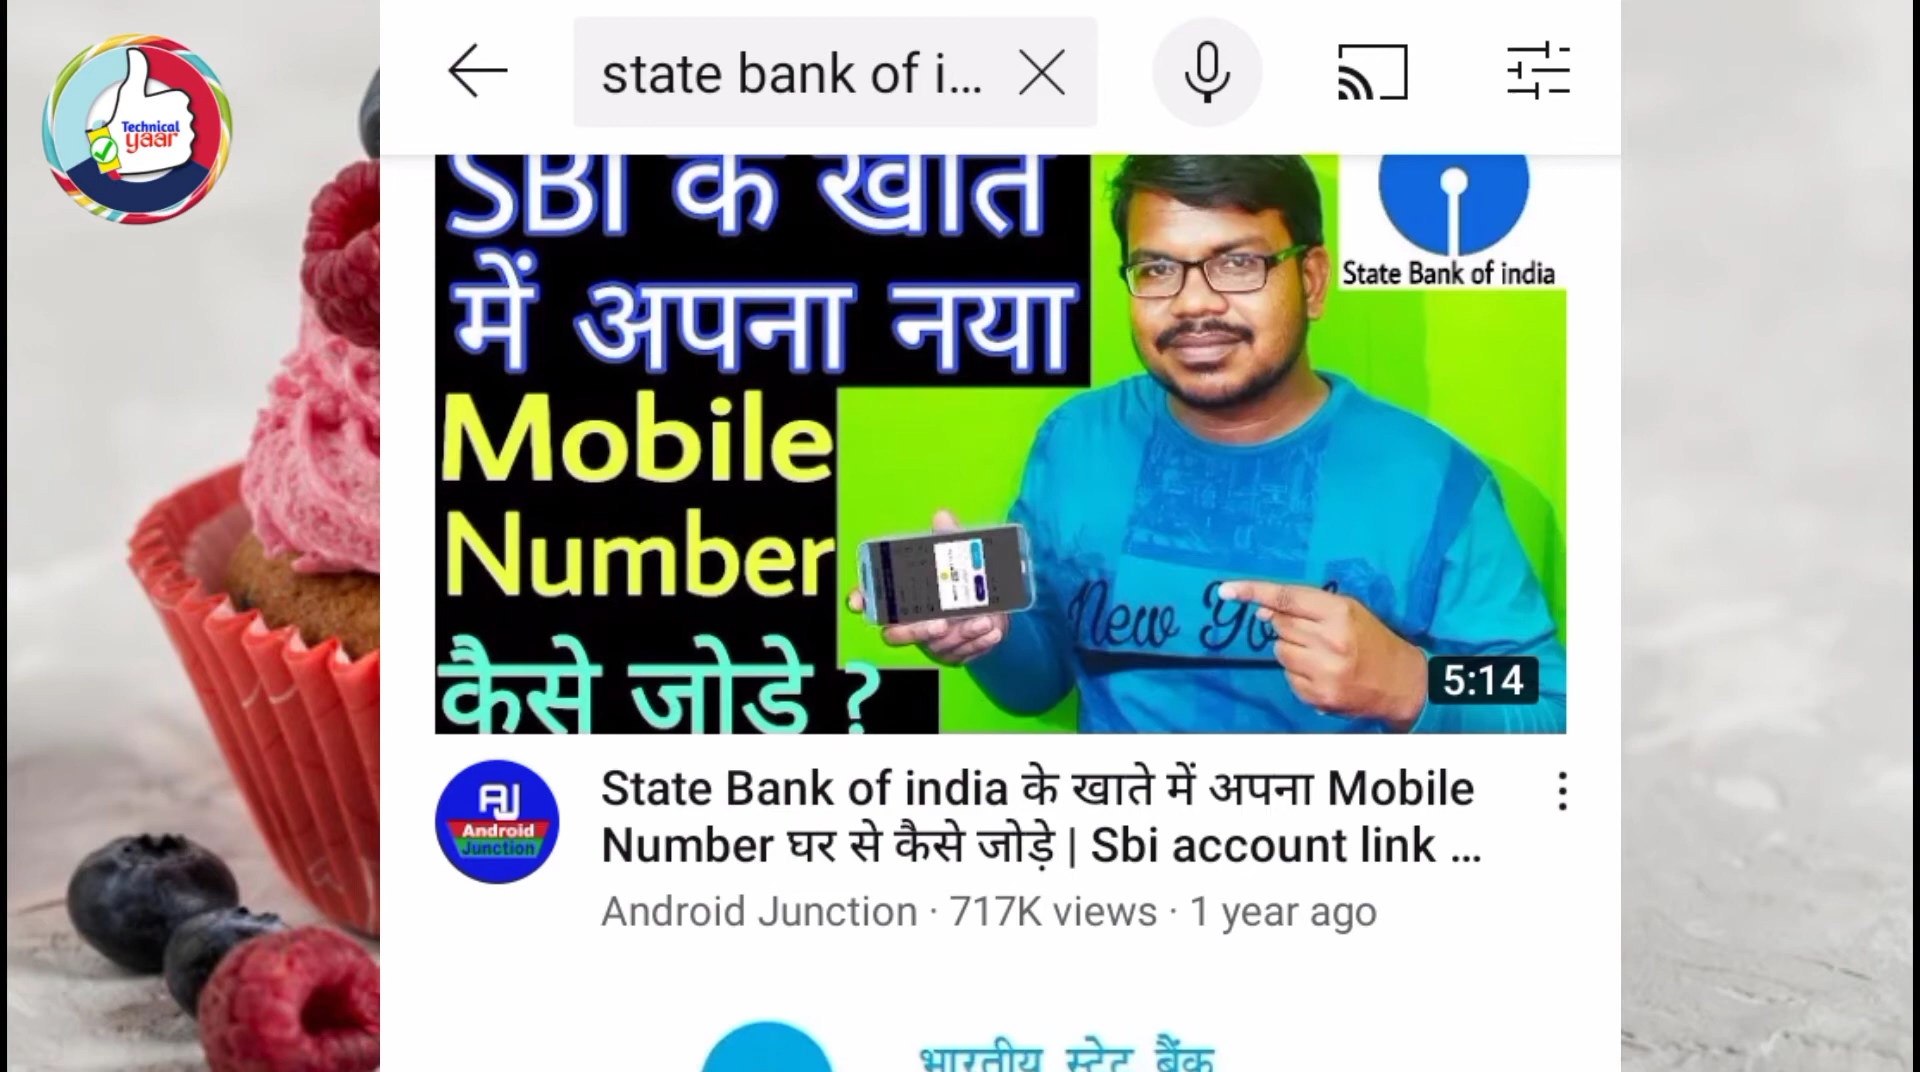 Technical
yaar
state bank of i...
SBI के खाते
में अपना नया
Mobile
Number
कैसे जोडे ?
State Bank of india
New Yo
5:14
AJ
Android
Junction
State Bank of india के खाते में अपना Mobile
Number घर से कैसे जोड़े | Sbi account link ...
Android Junction · 717K views · 1 year ago
भारतीय स्टेट बैंक